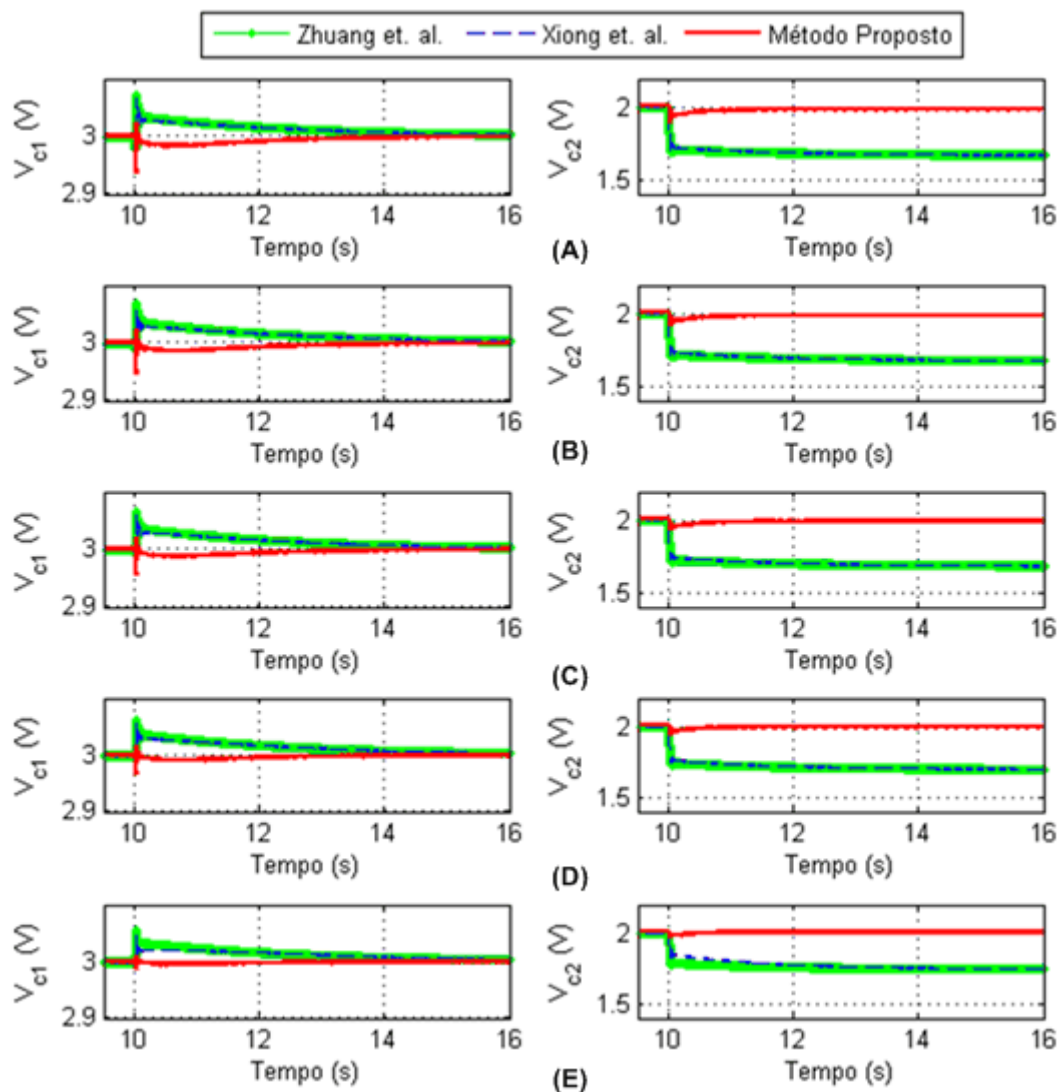 Zhuang et. al. Xiong et. al. Método Proposto
Vc1 (V)
3
2.9
10 12 14 16
Tempo (s)
Vc2 (V)
2
1.5
10 12 14 16
Tempo (s)
(A)
Vc1 (V)
3
2.9
10 12 14 16
Tempo (s)
Vc2 (V)
2
1.5
10 12 14 16
Tempo (s)
(B)
Vc1 (V)
3
2.9
10 12 14 16
Tempo (s)
Vc2 (V)
2
1.5
10 12 14 16
Tempo (s)
(C)
Vc1 (V)
3
2.9
10 12 14 16
Tempo (s)
Vc2 (V)
2
1.5
10 12 14 16
Tempo (s)
(D)
Vc1 (V)
3
2.9
10 12 14 16
Tempo (s)
Vc2 (V)
2
1.5
10 12 14 16
Tempo (s)
(E)